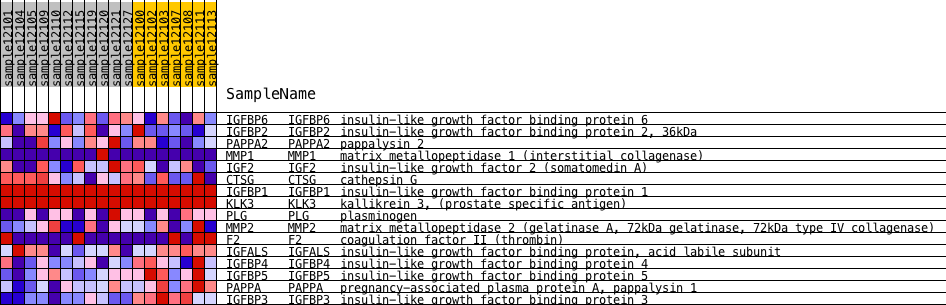 sample12101
sample12104
sample12105
sample12109
sample12110
sample12112
sample12115
sample12119
sample12120
sample12121
sample12127
sample12100
sample12102
sample12103
sample12107
sample12108
sample12111
sample12113
SampleName
IGFBP6 IGFBP6 insulin-like growth factor binding protein 6
IGFBP2 IGFBP2 insulin-like growth factor binding protein 2, 36kDa
PAPPA2 PAPPA2 pappalysin 2
MMP1 MMP1 matrix metallopeptidase 1 (interstitial collagenase)
IGF2 IGF2 insulin-like growth factor 2 (somatomedin A)
CTSG CTSG cathepsin G
IGFBP1 IGFBP1 insulin-like growth factor binding protein 1
KLK3 KLK3 kallikrein 3, (prostate specific antigen)
PLG PLG plasminogen
MMP2 MMP2 matrix metallopeptidase 2 (gelatinase A, 72kDa gelatinase, 72kDa type IV collagenase)
F2 F2 coagulation factor II (thrombin)
IGFALS IGFALS insulin-like growth factor binding protein, acid labile subunit
IGFBP4 IGFBP4 insulin-like growth factor binding protein 4
IGFBP5 IGFBP5 insulin-like growth factor binding protein 5
PAPPA PAPPA pregnancy-associated plasma protein A, pappalysin 1
IGFBP3 IGFBP3 insulin-like growth factor binding protein 3